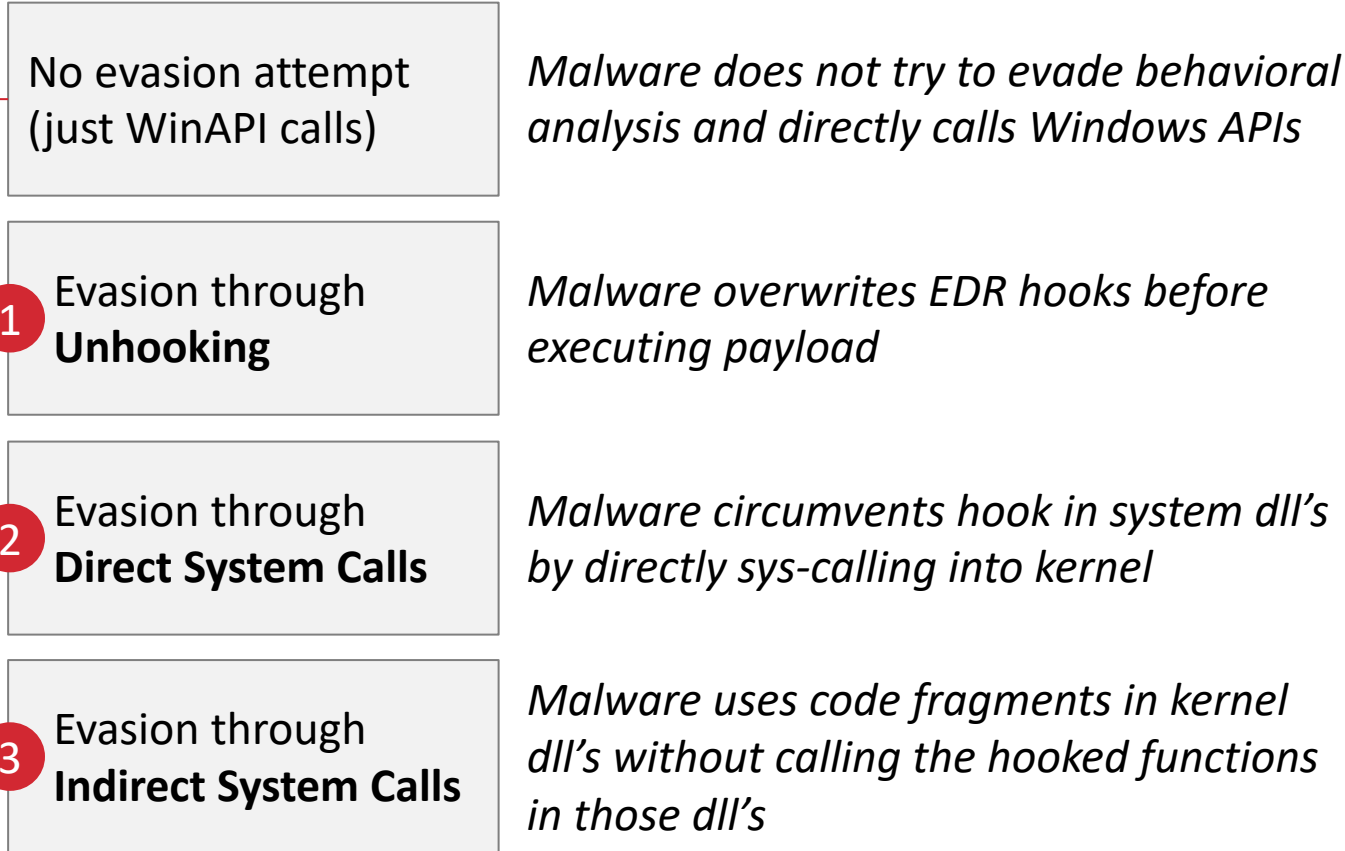 No evasion attempt
(just WinAPI calls)
Malware does not try to evade behavioral
analysis and directly calls Windows APIs
1
Evasion through
Unhooking
Malware overwrites EDR hooks before
executing payload
2
Evasion through
Direct System Calls
Malware circumvents hook in system dll’s
by directly sys-calling into kernel
3
Evasion through
Indirect System Calls
Malware uses code fragments in kernel
dll’s without calling the hooked functions
in those dll’s